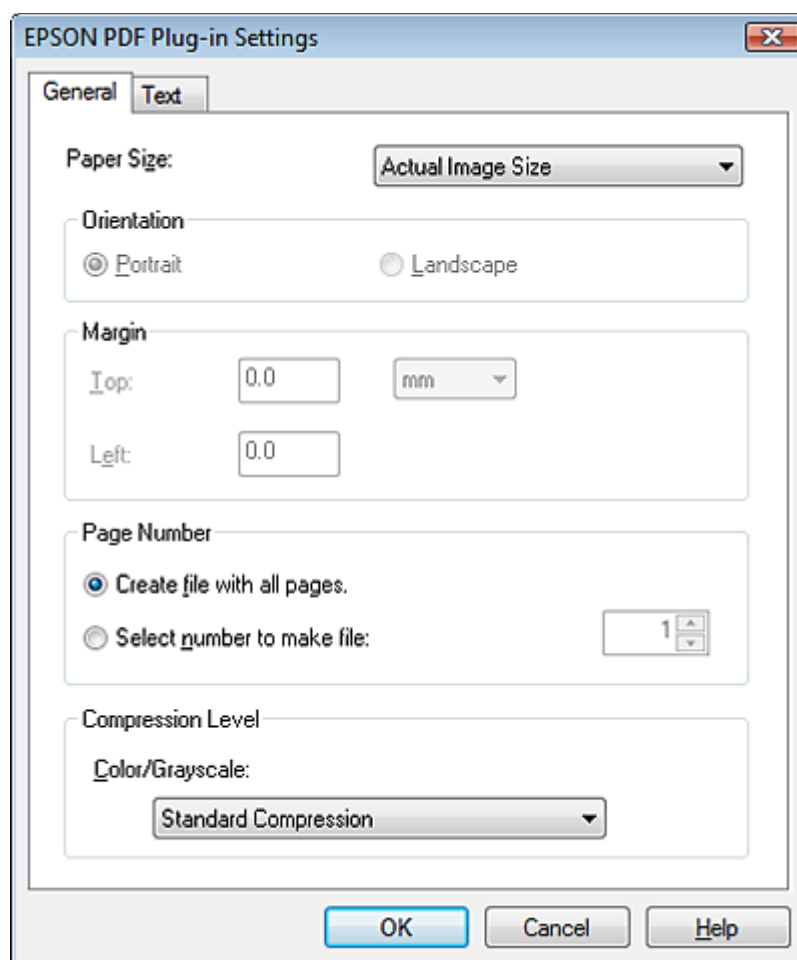 EPSON PDF Plug-in Settings
General Text
Paper Size: Actual Image Size
Orientation
Portrait Landscape
Margin
Top: 0.0 mm
Left: 0.0
Page Number
Create file with all pages.
Select number to make file: 1
Compression Level
Color/Grayscale:
Standard Compression
OK Cancel Help